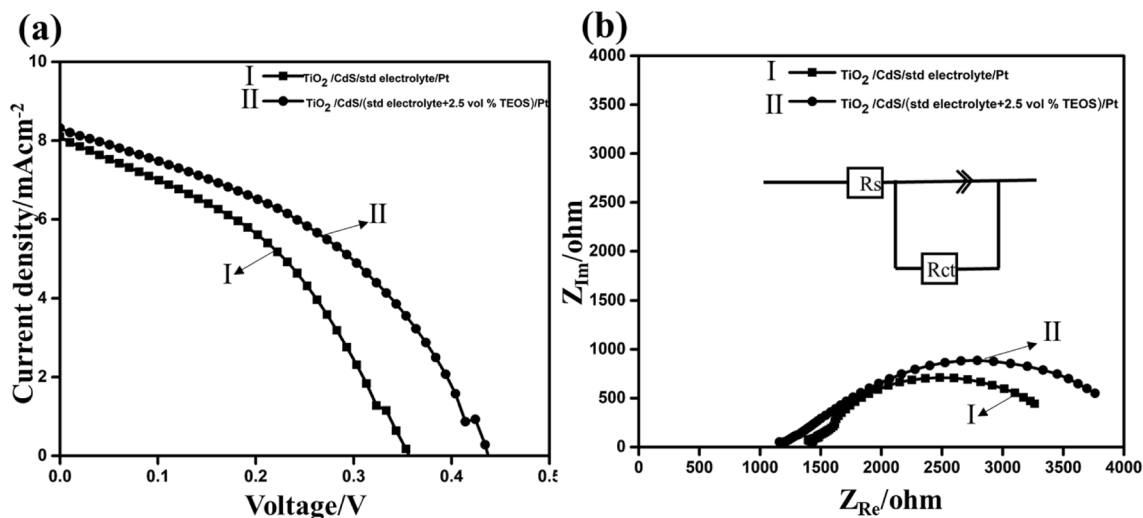 (a)
10
8
6
4
2
0
0.0 0.1 0.2 0.3 0.4 0.5
Current density/mAcm-2
Voltage/V
I TiO2 /CdS/std electrolyte/Pt
II TiO2 /CdS/(std electrolyte+2.5 vol % TEOS)/Pt
II
I
(b)
4000
3500
3000
2500
2000
1500
1000
500
0
0 500 1000 1500 2000 2500 3000 3500 4000
ZIm/ohm
ZRe/ohm
I TiO2 /CdS/std electrolyte/Pt
II TiO2 /CdS/(std electrolyte+2.5 vol % TEOS)/Pt
Rs
Rct
II
I